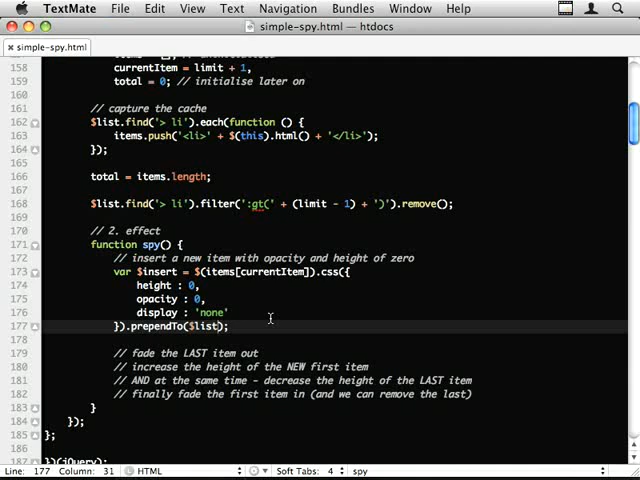 TextMate File Edit View Text Navigation Bundles Window Help
simple-spy.html — htdocs
× simple-spy.html
158 currentItem = limit + 1,
159 total = 0; // initialise later on
160
161 // capture the cache
162 $list.find('> li').each(function () {
163 items.push('<li>' + $(this).html() + '</li>');
164 });
165
166 total = items.length;
167
168 $list.find('> li').filter(':gt(' + (limit - 1) + ')').remove();
169
170 // 2. effect
171 function spy() {
172 // insert a new item with opacity and height of zero
173 var $insert = $(items[currentItem]).css({
174 height : 0,
175 opacity : 0,
176 display : 'none'
177 }).prependTo($list);
178
179 // fade the LAST item out
180 // increase the height of the NEW first item
181 // AND at the same time - decrease the height of the LAST item
182 // finally fade the first item in (and we can remove the last)
183 }
184 });
185 };
186
187 })(jQuery);
Line: 177 Column: 31 L HTML Soft Tabs: 4 spy